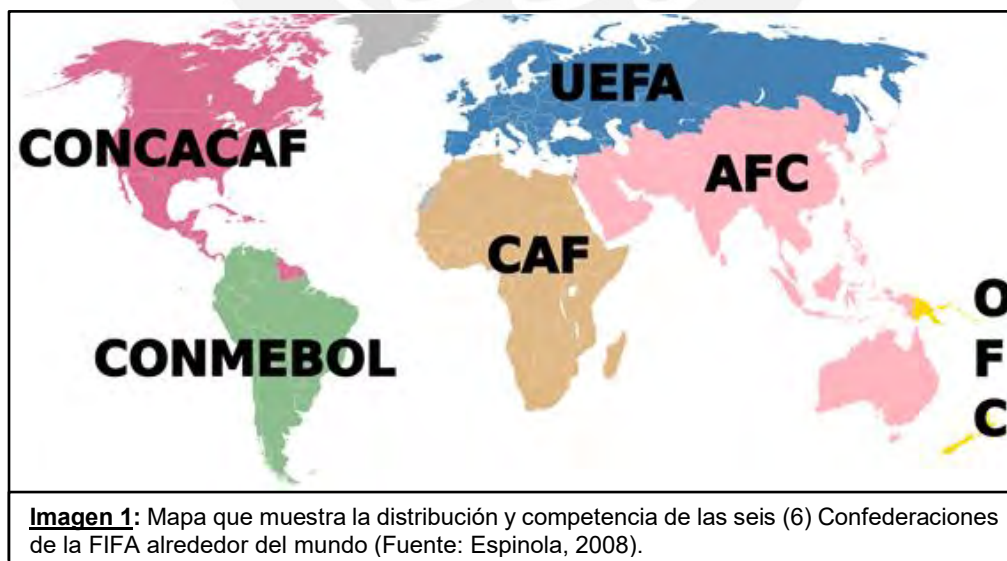 UEFA
CONCACAF
AFC
CAF
O
F
C
CONMEBOL
Imagen 1: Mapa que muestra la distribución y competencia de las seis (6) Confederaciones
de la FIFA alrededor del mundo (Fuente: Espinola, 2008).